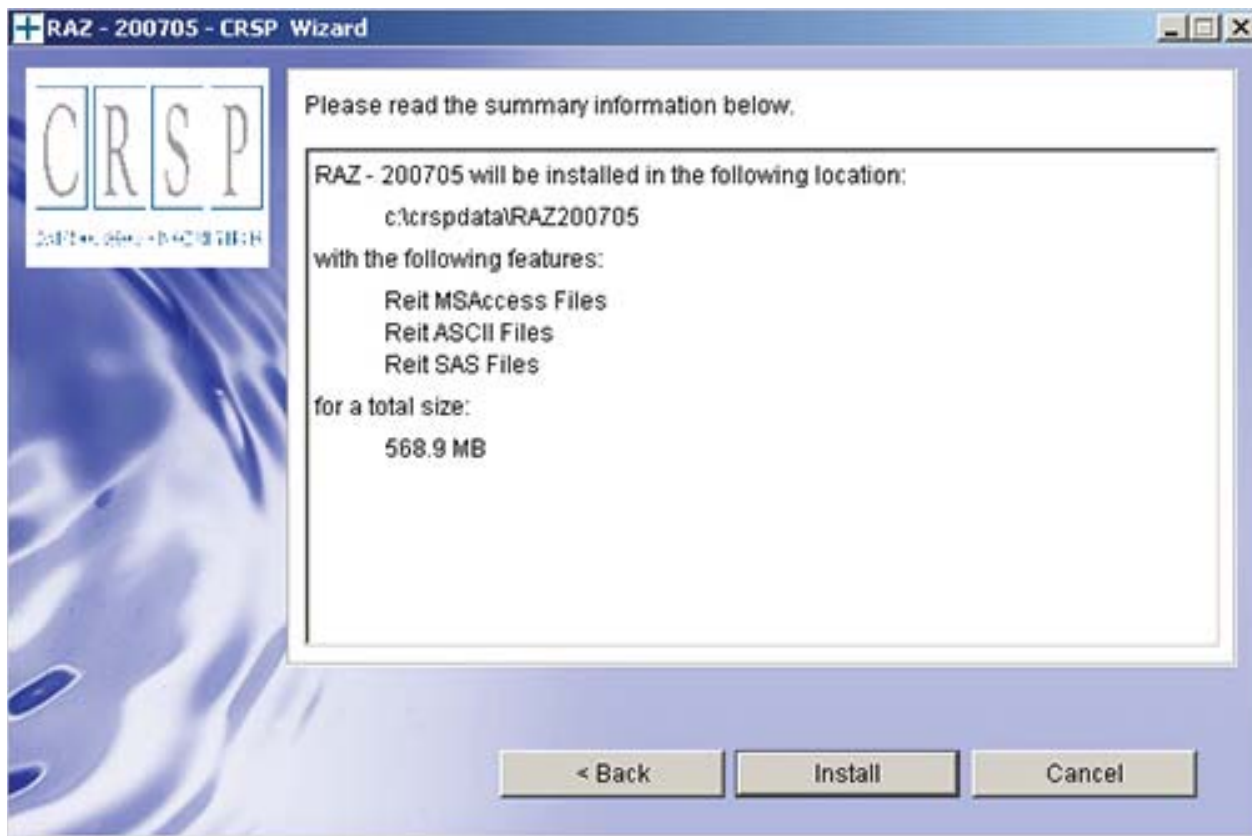 RAZ - 200705 - CRSP Wizard
CRSP
Please read the summary information below.
RAZ - 200705 will be installed in the following location:
c:\crspdata\RAZ200705
with the following features:
Reit MSAccess Files
Reit ASCII Files
Reit SAS Files
for a total size:
568.9 MB
< Back
Install
Cancel